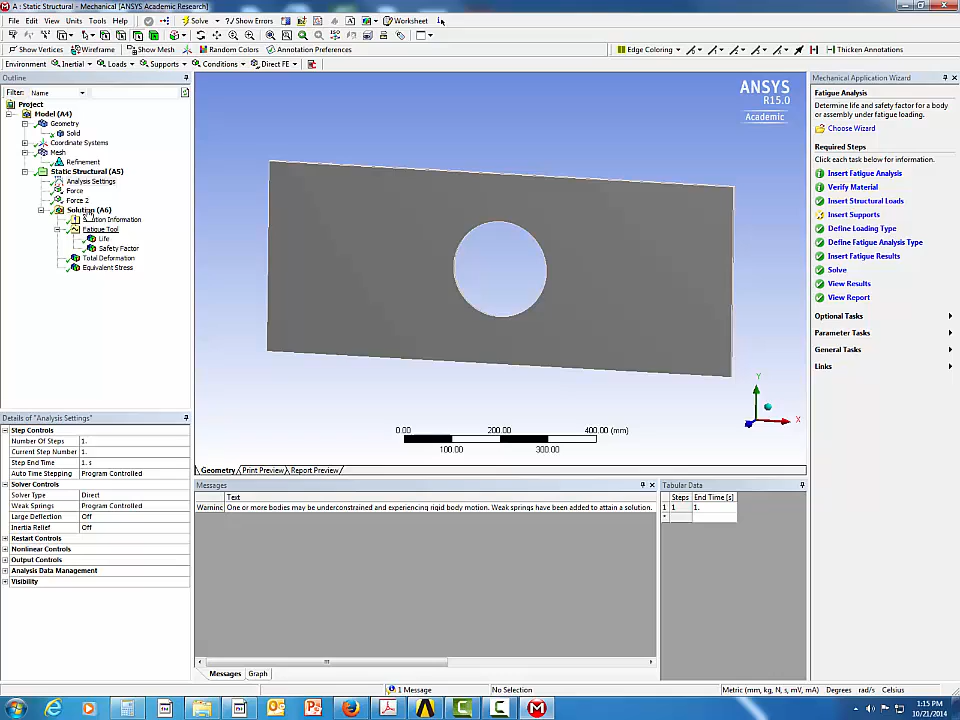 A : Static Structural - Mechanical [ANSYS Academic Research]
File Edit View Units Tools Help Solve Show Errors Worksheet
Show Vertices Wireframe Show Mesh Random Colors Annotation Preferences Edge Coloring Thicken Annotations
Environment Inertial Loads Supports Conditions Direct FE
Outline
Filter: Name
Project
Model (A4)
Geometry
Solid
Coordinate Systems
Mesh
Refinement
Static Structural (A5)
Analysis Settings
Force
Force 2
Solution (A6)
ution Information
Fatigue Tool
Life
Safety Factor
Total Deformation
Equivalent Stress
ANSYS
R15.0
Academic
Y
X
0.00 200.00 400.00 (mm)
100.00 300.00
Geometry Print Preview Report Preview
Mechanical Application Wizard
Fatigue Analysis
Determine life and safety factor for a body
or assembly under fatigue loading.
Choose Wizard
Required Steps
Click each task below for information.
Insert Fatigue Analysis
Verify Material
Insert Structural Loads
Insert Supports
Define Loading Type
Define Fatigue Analysis Type
Insert Fatigue Results
Solve
View Results
View Report
Optional Tasks
Parameter Tasks
General Tasks
Links
Details of "Analysis Settings"
Step Controls
Number Of Steps 1.
Current Step Number 1.
Step End Time 1. s
Auto Time Stepping Program Controlled
Solver Controls
Solver Type Direct
Weak Springs Program Controlled
Large Deflection Off
Inertia Relief Off
Restart Controls
Nonlinear Controls
Output Controls
Analysis Data Management
Visibility
Messages
Text
Warning One or more bodies may be underconstrained and experiencing rigid body motion. Weak springs have been added to attain a solution.
Messages Graph
Tabular Data
Steps End Time [s]
1 1 1.
*
1 Message No Selection Metric (mm, kg, N, s, mV, mA) Degrees rad/s Celsius
1:15 PM
10/21/2014